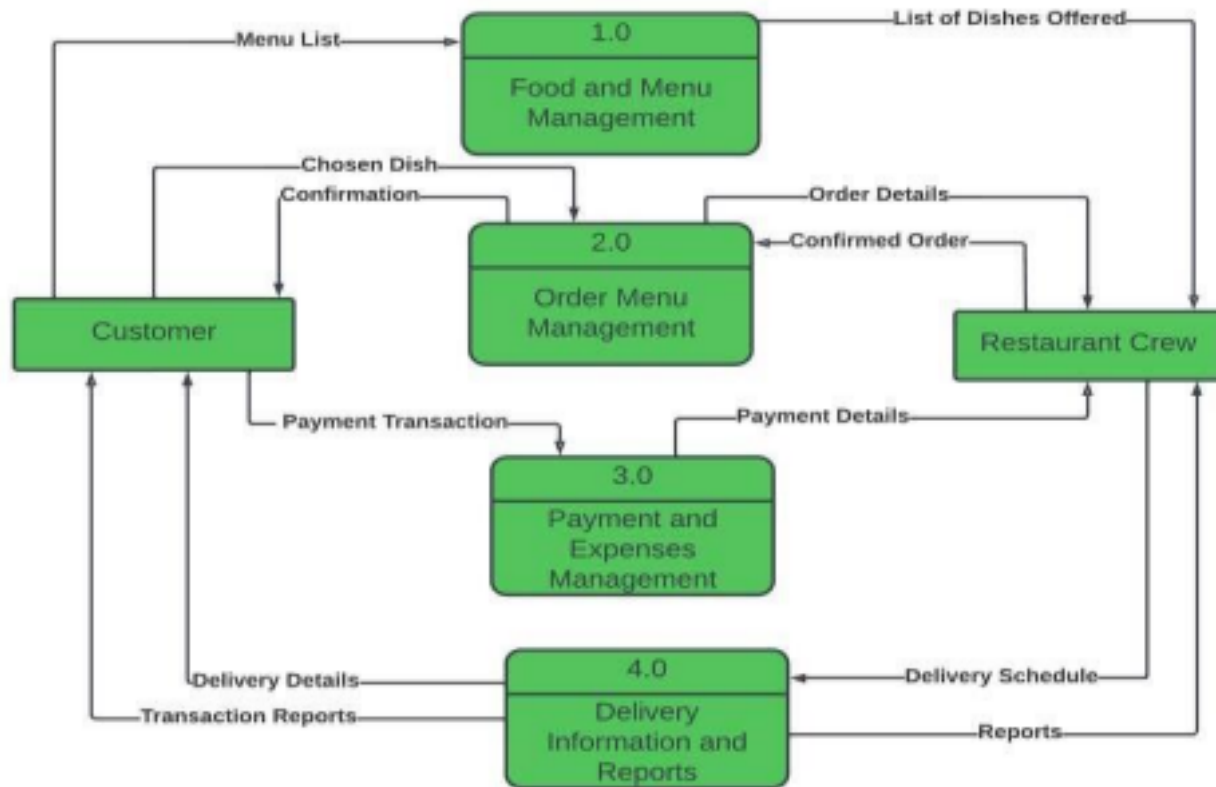 List of Dishes Offered
1.0
Menu List
Food and Menu
Management
Chosen Dish
Confirmation
Order Details
2.0
Confirmed Order
Order Menu
Management
Customer
Restaurant Crew
Payment Transaction
Payment Details
3.0
Payment and
Expenses
Management
4.0
Delivery Details
Delivery Schedule
Transaction Reports
Delivery
Information and
Reports
Reports